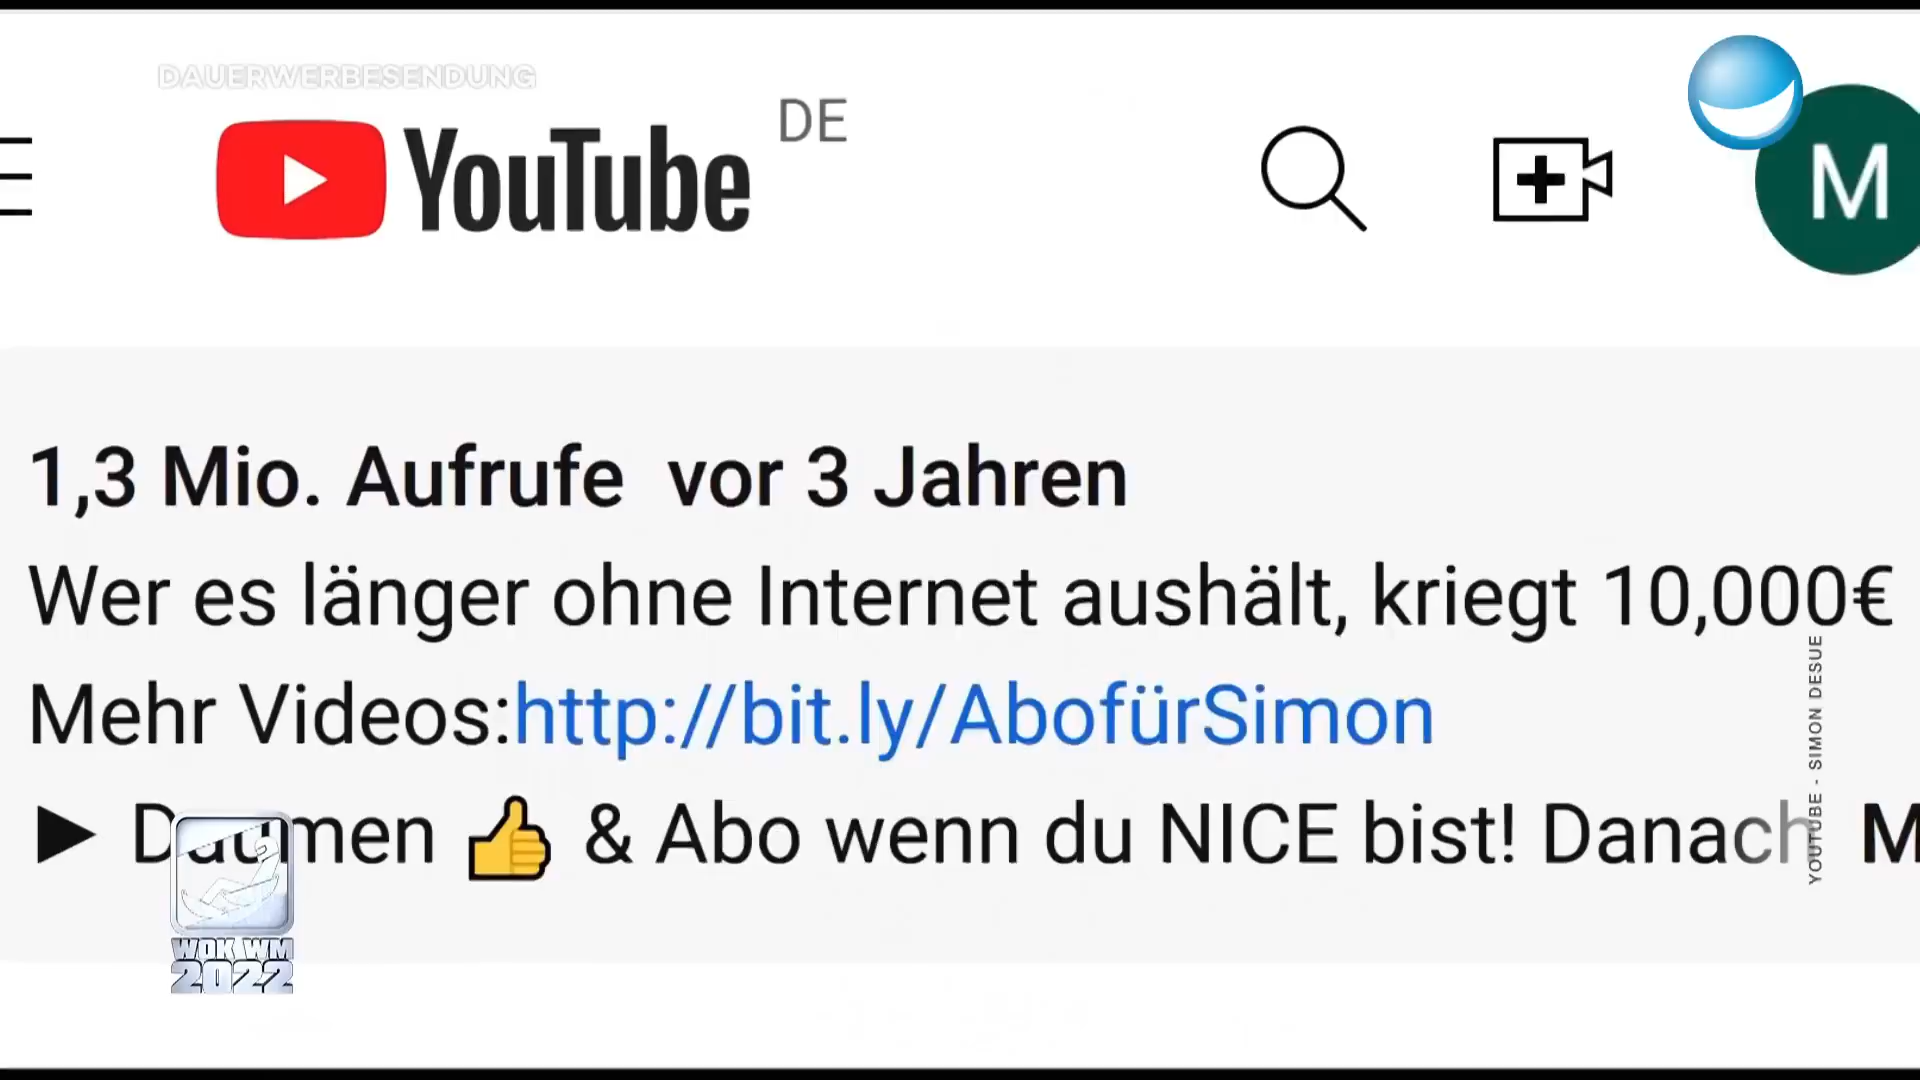 DAUERWERBESENDUNG
YouTube DE
M
1,3 Mio. Aufrufe vor 3 Jahren
Wer es länger ohne Internet aushält, kriegt 10,000€
Mehr Videos:http://bit.ly/AbofürSimon
▶ Daumen 👍 & Abo wenn du NICE bist! Danach M
YOUTUBE - SIMON DESUE
WOK WM
2022